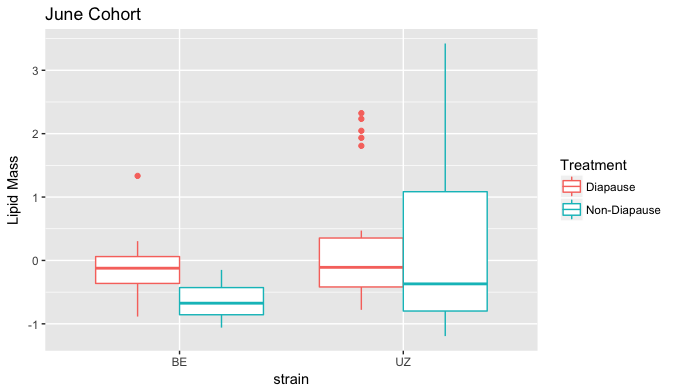 June Cohort
Lipid Mass
3
2
1
0
-1
BE
UZ
strain
Treatment
Diapause
Non-Diapause